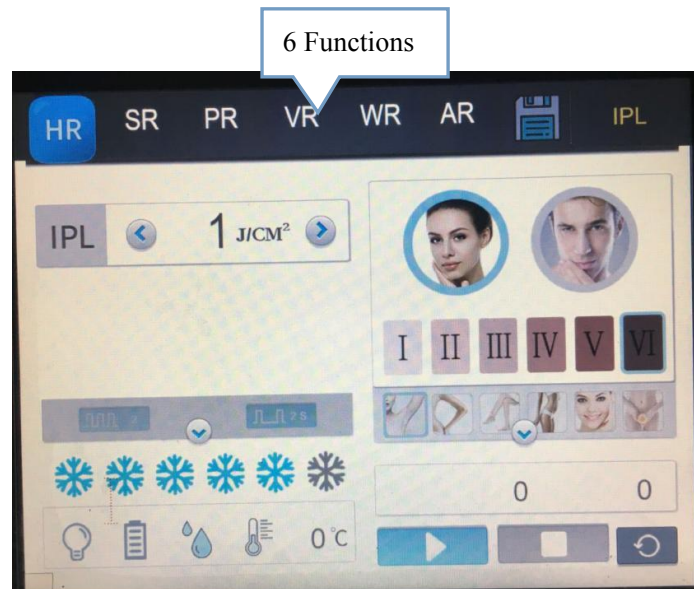 6 Functions
HR SR PR VR WR AR IPL
IPL 1 J/CM²
I II III IV V VI
2 S
0 0
0 °C